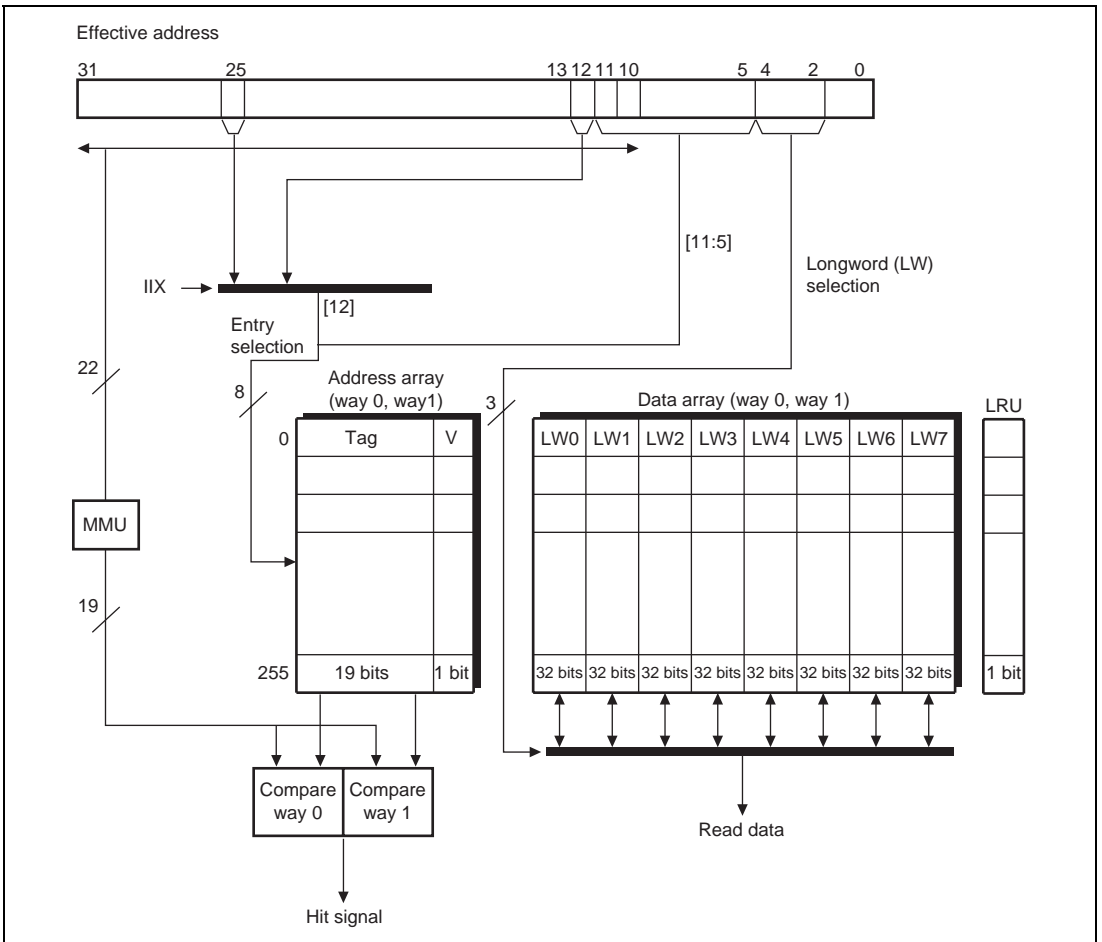 Effective address
31 25 13 12 11 10 5 4 2 0
[11:5]
Longword (LW)
selection
IIX
[12]
Entry
selection
22
8
Address array
(way 0, way1)
3
Data array (way 0, way 1)
LRU
0 Tag V
LW0 LW1 LW2 LW3 LW4 LW5 LW6 LW7
MMU
19
255 19 bits 1 bit
32 bits 32 bits 32 bits 32 bits 32 bits 32 bits 32 bits 32 bits
1 bit
Compare
way 0
Compare
way 1
Read data
Hit signal